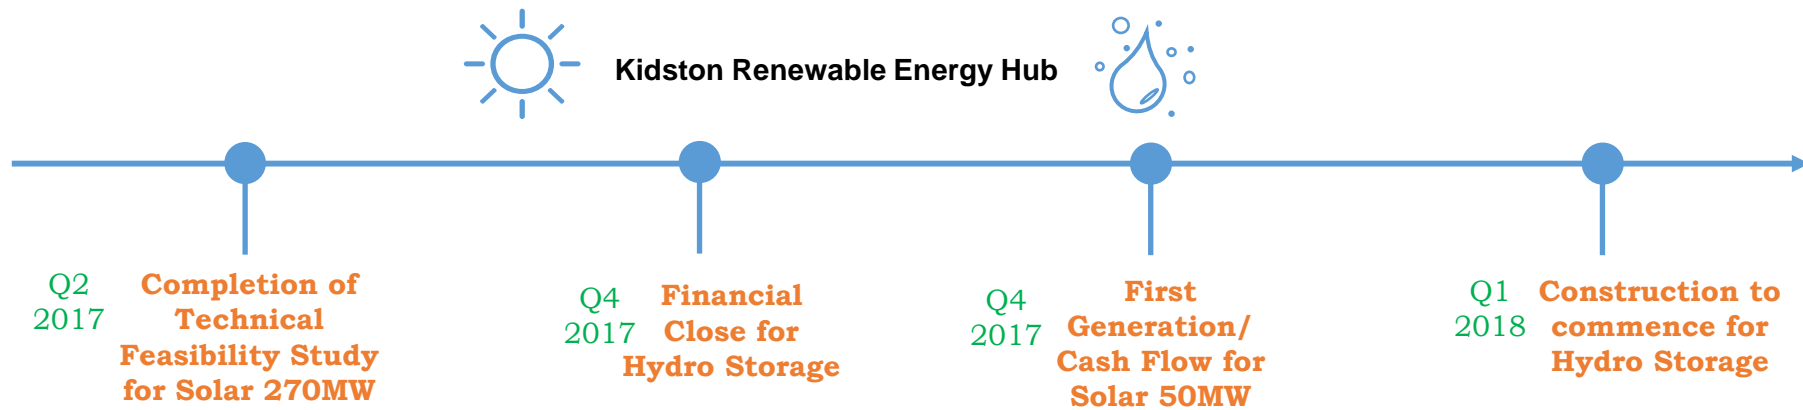 Kidston Renewable Energy Hub
Q2
2017
Completion of
Technical
Feasibility Study
for Solar 270MW
Q4
2017
Financial
Close for
Hydro Storage
Q4
2017
First
Generation/
Cash Flow for
Solar 50MW
Q1
2018
Construction to
commence for
Hydro Storage